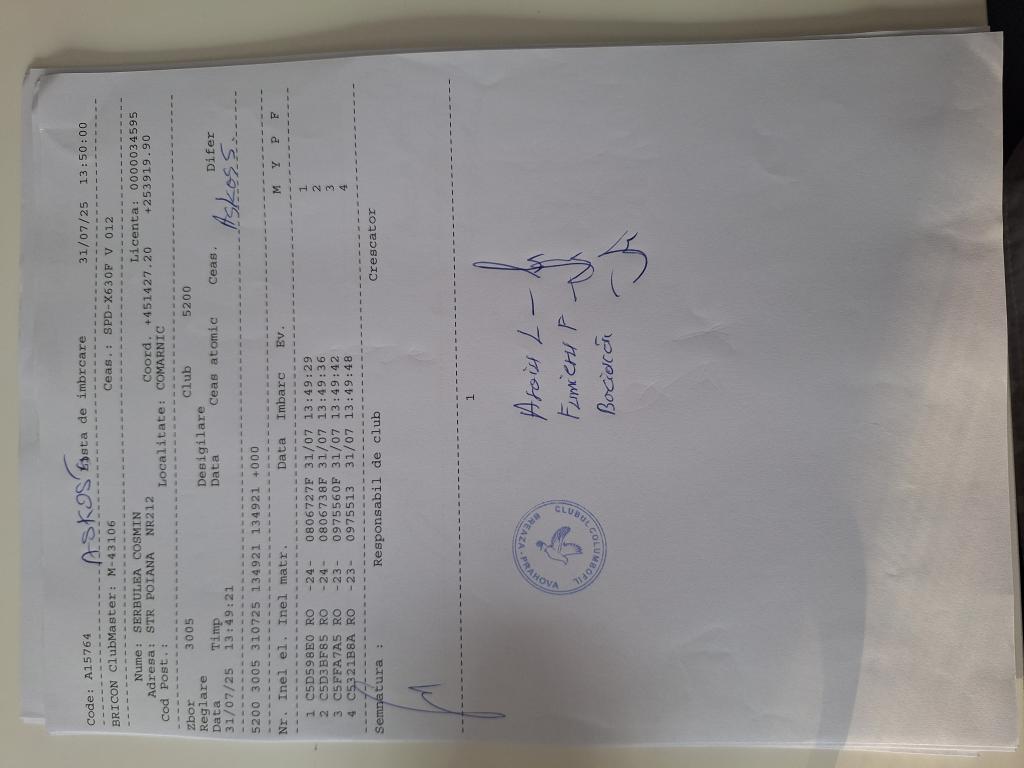 ASKOST
Code: A15764 Lista de imbrcare 31/07/25 13:50:00
BRICON ClubMaster: M-43106 Ceas.: SPD-X630F V 012
Nume: SERBULEA COSMIN Licenta: 0000034595
Adresa: STR POIANA NR212 Coord. +451427.20 +253919.90
Cod Post.: Localitate: COMARNIC
Zbor 3005 Club 5200
Reglare Desigilare
Data Timp Data Ceas atomic Ceas. Difer
31/07/25 13:49:21 ASKOSS.
5200 3005 310725 134921 134921 +000
Nr Inel el. Inel matr. Data Imbarc Ev. M Y P F
1 C5D598E0 RO -24- 0806727F 31/07 13:49:29 1
2 C5D3BF85 RO -24- 0806738F 31/07 13:49:36 2
3 C5FFA7A5 RO -23- 0975560F 31/07 13:49:42 3
4 C5321B8A RO -23- 0975513 31/07 13:49:48 4
Semnatura : Responsabil de club Crescator
1
CLUBUL COLUMBOFIL
BREAZA-PRAHOVA